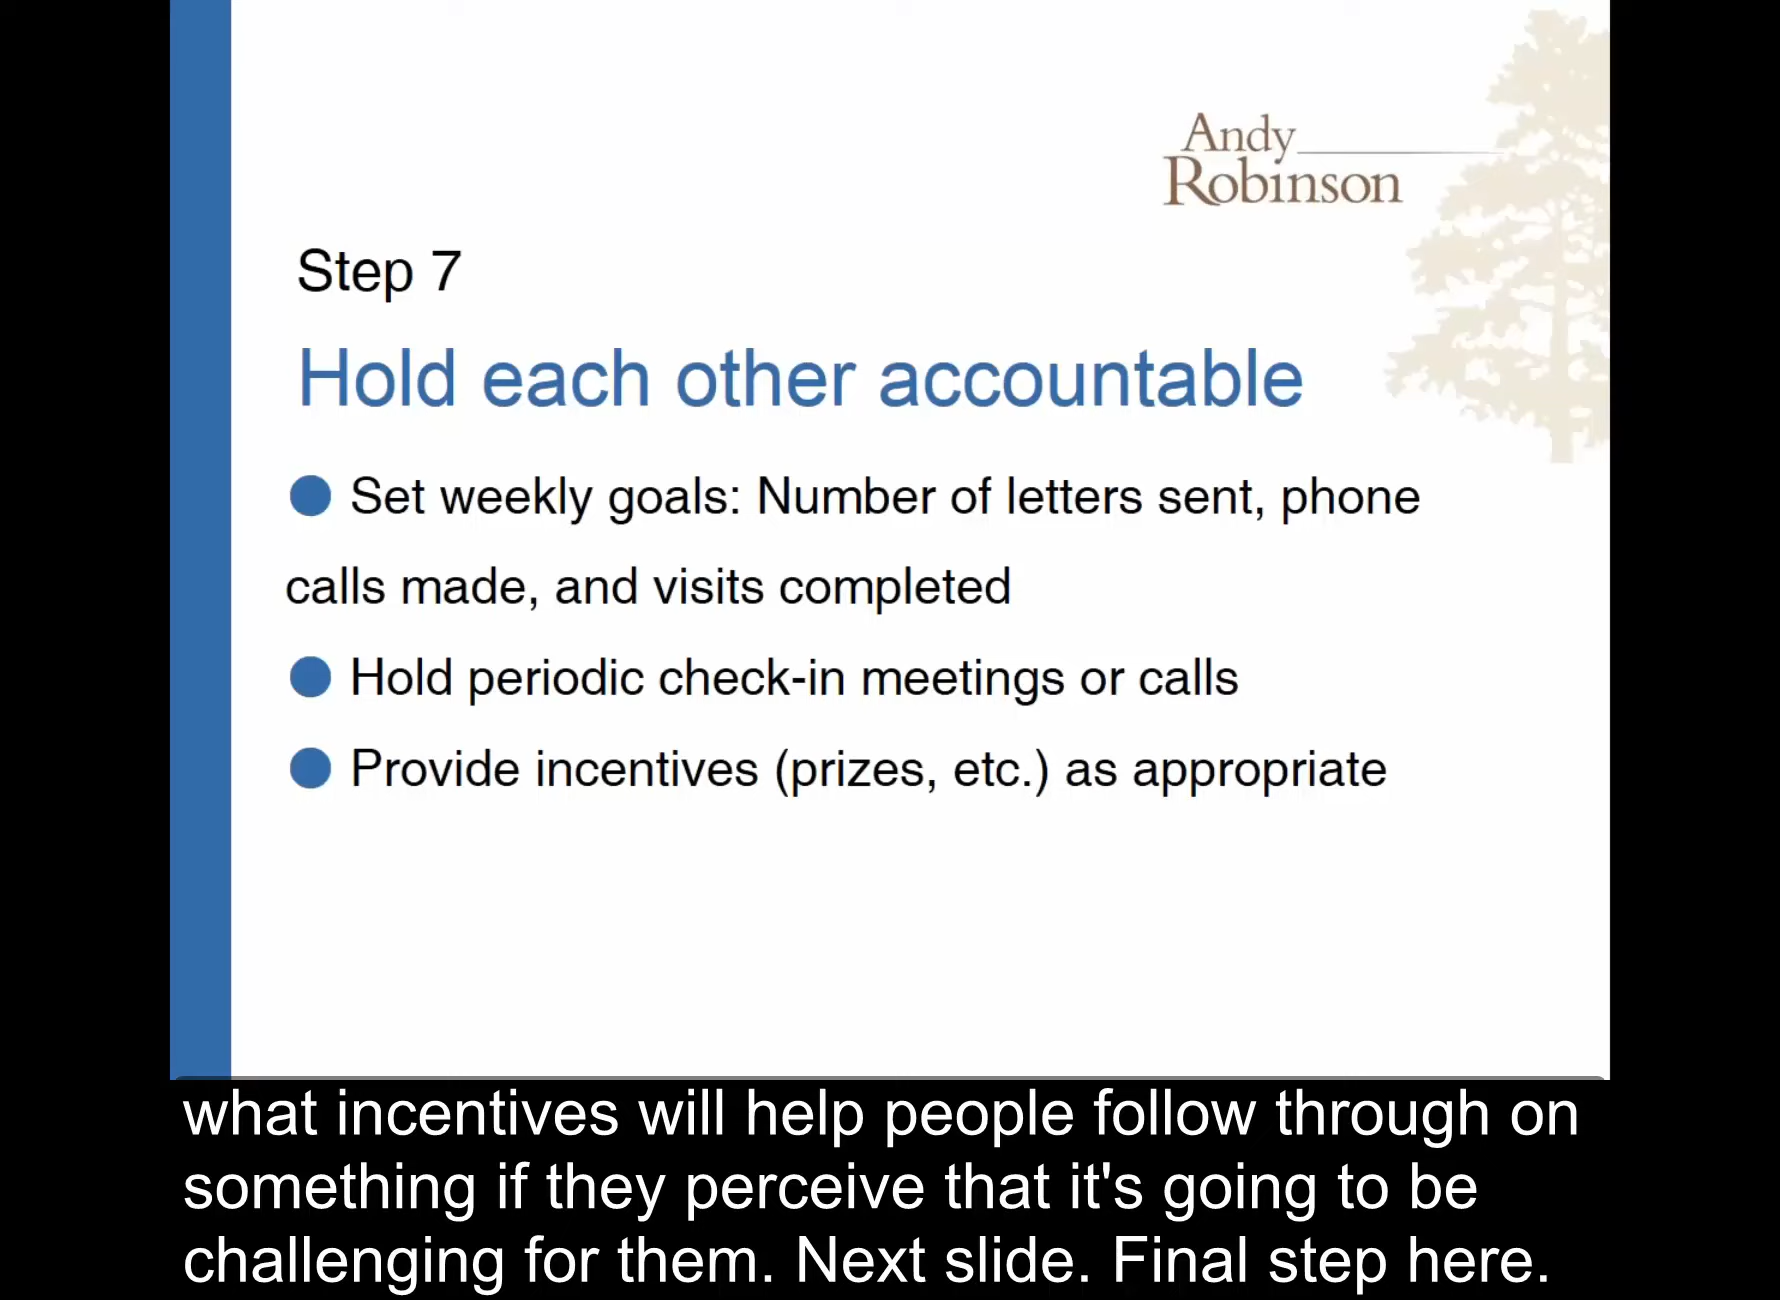 Andy
Robinson
Step 7
Hold each other accountable
● Set weekly goals: Number of letters sent, phone
calls made, and visits completed
● Hold periodic check-in meetings or calls
● Provide incentives (prizes, etc.) as appropriate
what incentives will help people follow through on
something if they perceive that it's going to be
challenging for them. Next slide. Final step here.